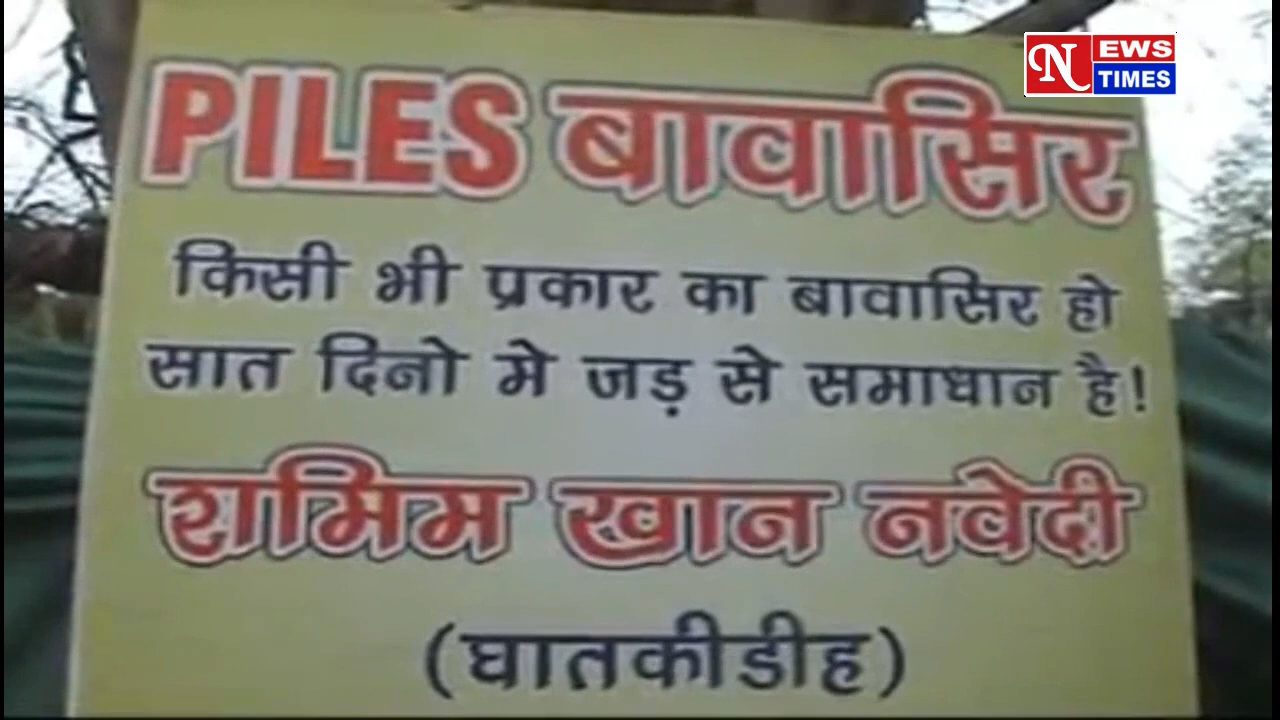 NEWS
TIMES
PILES बावासिर
किसी भी प्रकार का बावासिर हो
सात दिनो मे जड़ से समाधान है!
शमिम खान नवेदी
(घातकीडीह)